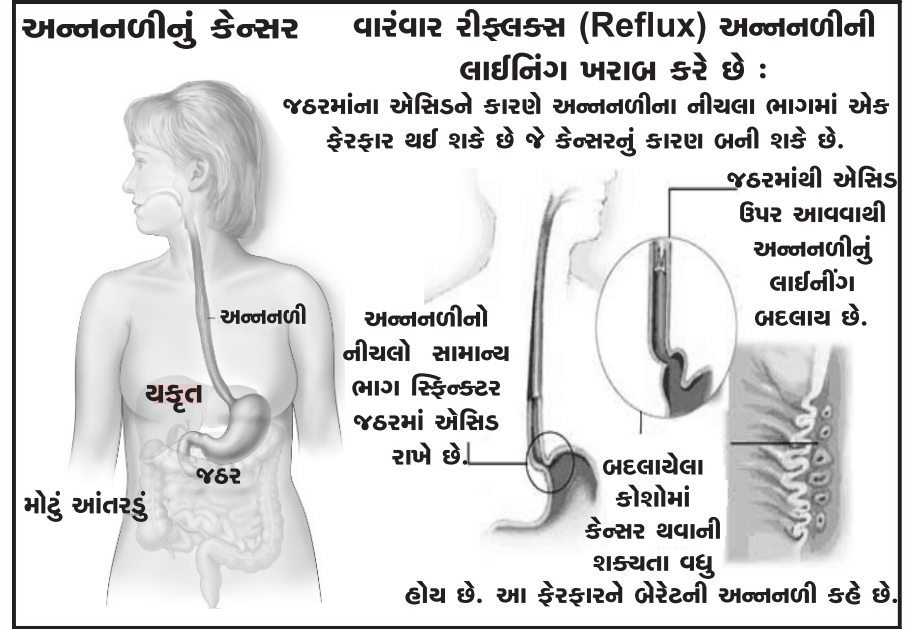 અન્નનળીનું કેન્સર
વારંવાર રીફ્લક્સ (Reflux) અન્નનળીની
લાઈનિંગ ખરાબ કરે છે :
જઠરમાંના એસિડને કારણે અન્નનળીના નીચલા ભાગમાં એક
ફેરફાર થઈ શકે છે જે કેન્સરનું કારણ બની શકે છે.
અન્નનળી
યકૃત
જઠર
મોટું આંતરડું
અન્નનળીનો
નીચલો સામાન્ય
ભાગ સ્ફિન્ક્ટર
જઠરમાં એસિડ
રાખે છે.
જઠરમાંથી એસિડ
ઉપર આવવાથી
અન્નનળીનું
લાઈનીંગ
બદલાય છે.
બદલાયેલા
કોશોમાં
કેન્સર થવાની
શક્યતા વધુ
હોય છે. આ ફેરફારને બેરેટની અન્નનળી કહે છે.